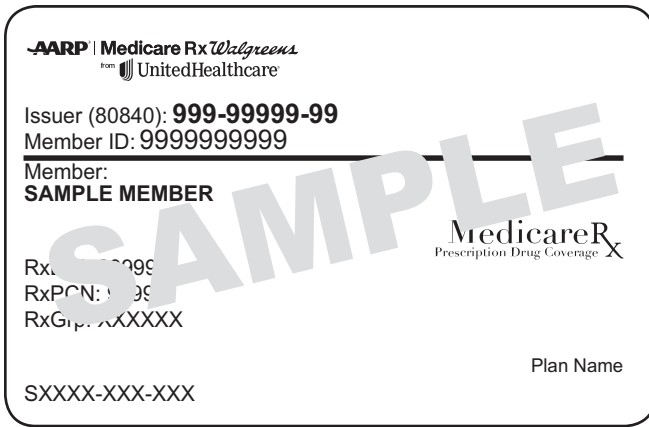 AARP | Medicare Rx Walgreens
from UnitedHealthcare
Issuer (80840): 999-99999-99
Member ID: 9999999999
Member:
SAMPLE MEMBER
SAMPLE
MedicareRx
Prescription Drug Coverage
RxPCN:
RxGrp: XXXXXX
Plan Name
SXXXX-XXX-XXX